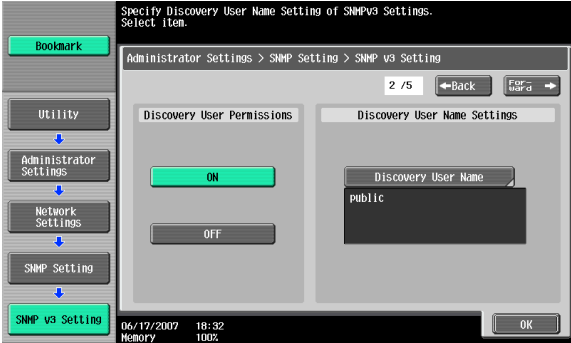 Specify Discovery User Name Setting of SNMPv3 Settings.
Select item.
Bookmark
Administrator Settings > SNMP Setting > SNMP v3 Setting
2 /5
←Back
For-
ward →
Utility
Administrator
Settings
Network
Settings
SNMP Setting
SNMP v3 Setting
Discovery User Permissions
ON
OFF
Discovery User Name Settings
Discovery User Name
public
06/17/2007 18:32
Memory 100%
OK